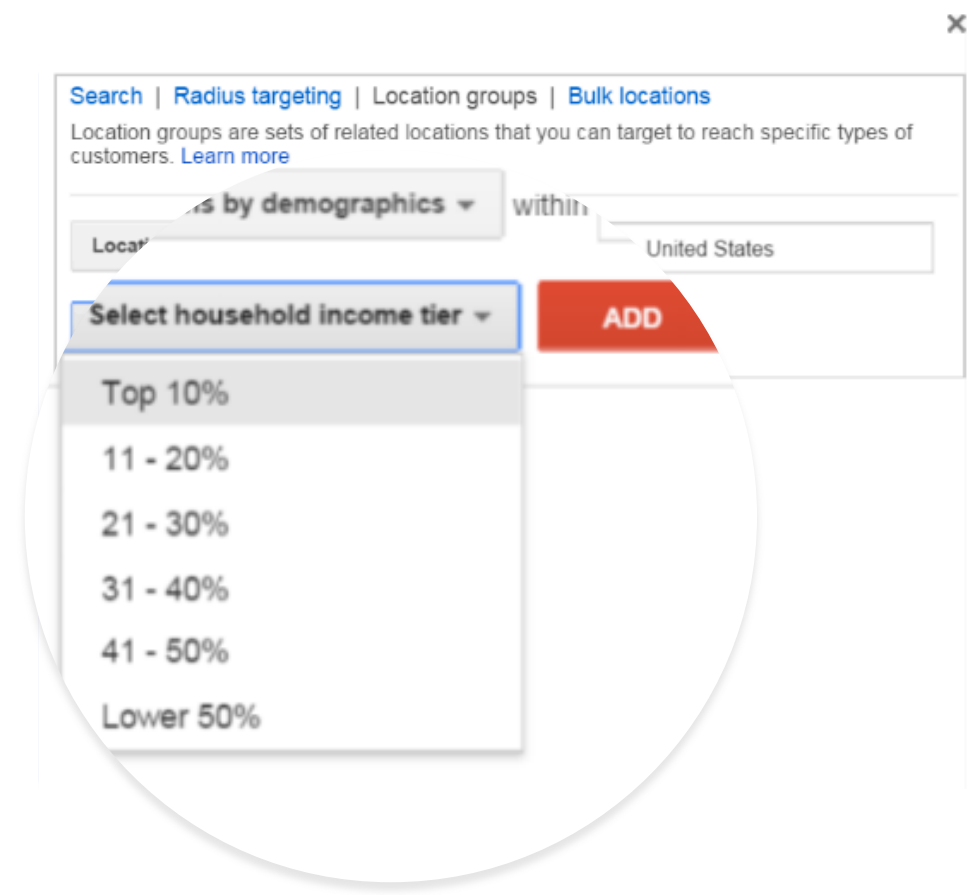 Search | Radius targeting | Location groups | Bulk locations
Location groups are sets of related locations that you can target to reach specific types of
customers. Learn more
by demographics within
United States
Select household income tier ADD
Top 10%
11 - 20%
21 - 30%
31 - 40%
41 - 50%
Lower 50%